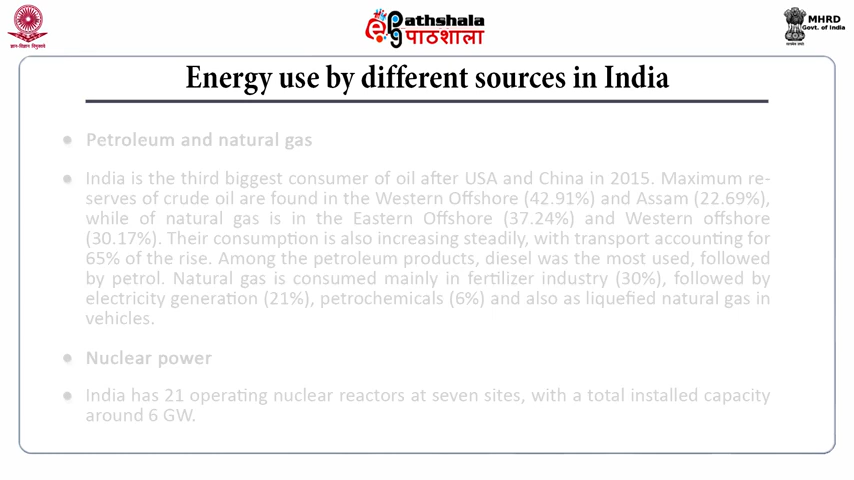 ePathshala
पाठशाला
MHRD
Govt. of India
ज्ञान-विज्ञान विमुक्तये
सत्यमेव जयते
Energy use by different sources in India
• Petroleum and natural gas
• India is the third biggest consumer of oil after USA and China in 2015. Maximum re-
serves of crude oil are found in the Western Offshore (42.91%) and Assam (22.69%),
while of natural gas is in the Eastern Offshore (37.24%) and Western offshore
(30.17%). Their consumption is also increasing steadily, with transport accounting for
65% of the rise. Among the petroleum products, diesel was the most used, followed
by petrol. Natural gas is consumed mainly in fertilizer industry (30%), followed by
electricity generation (21%), petrochemicals (6%) and also as liquefied natural gas in
vehicles.
• Nuclear power
• India has 21 operating nuclear reactors at seven sites, with a total installed capacity
around 6 GW.